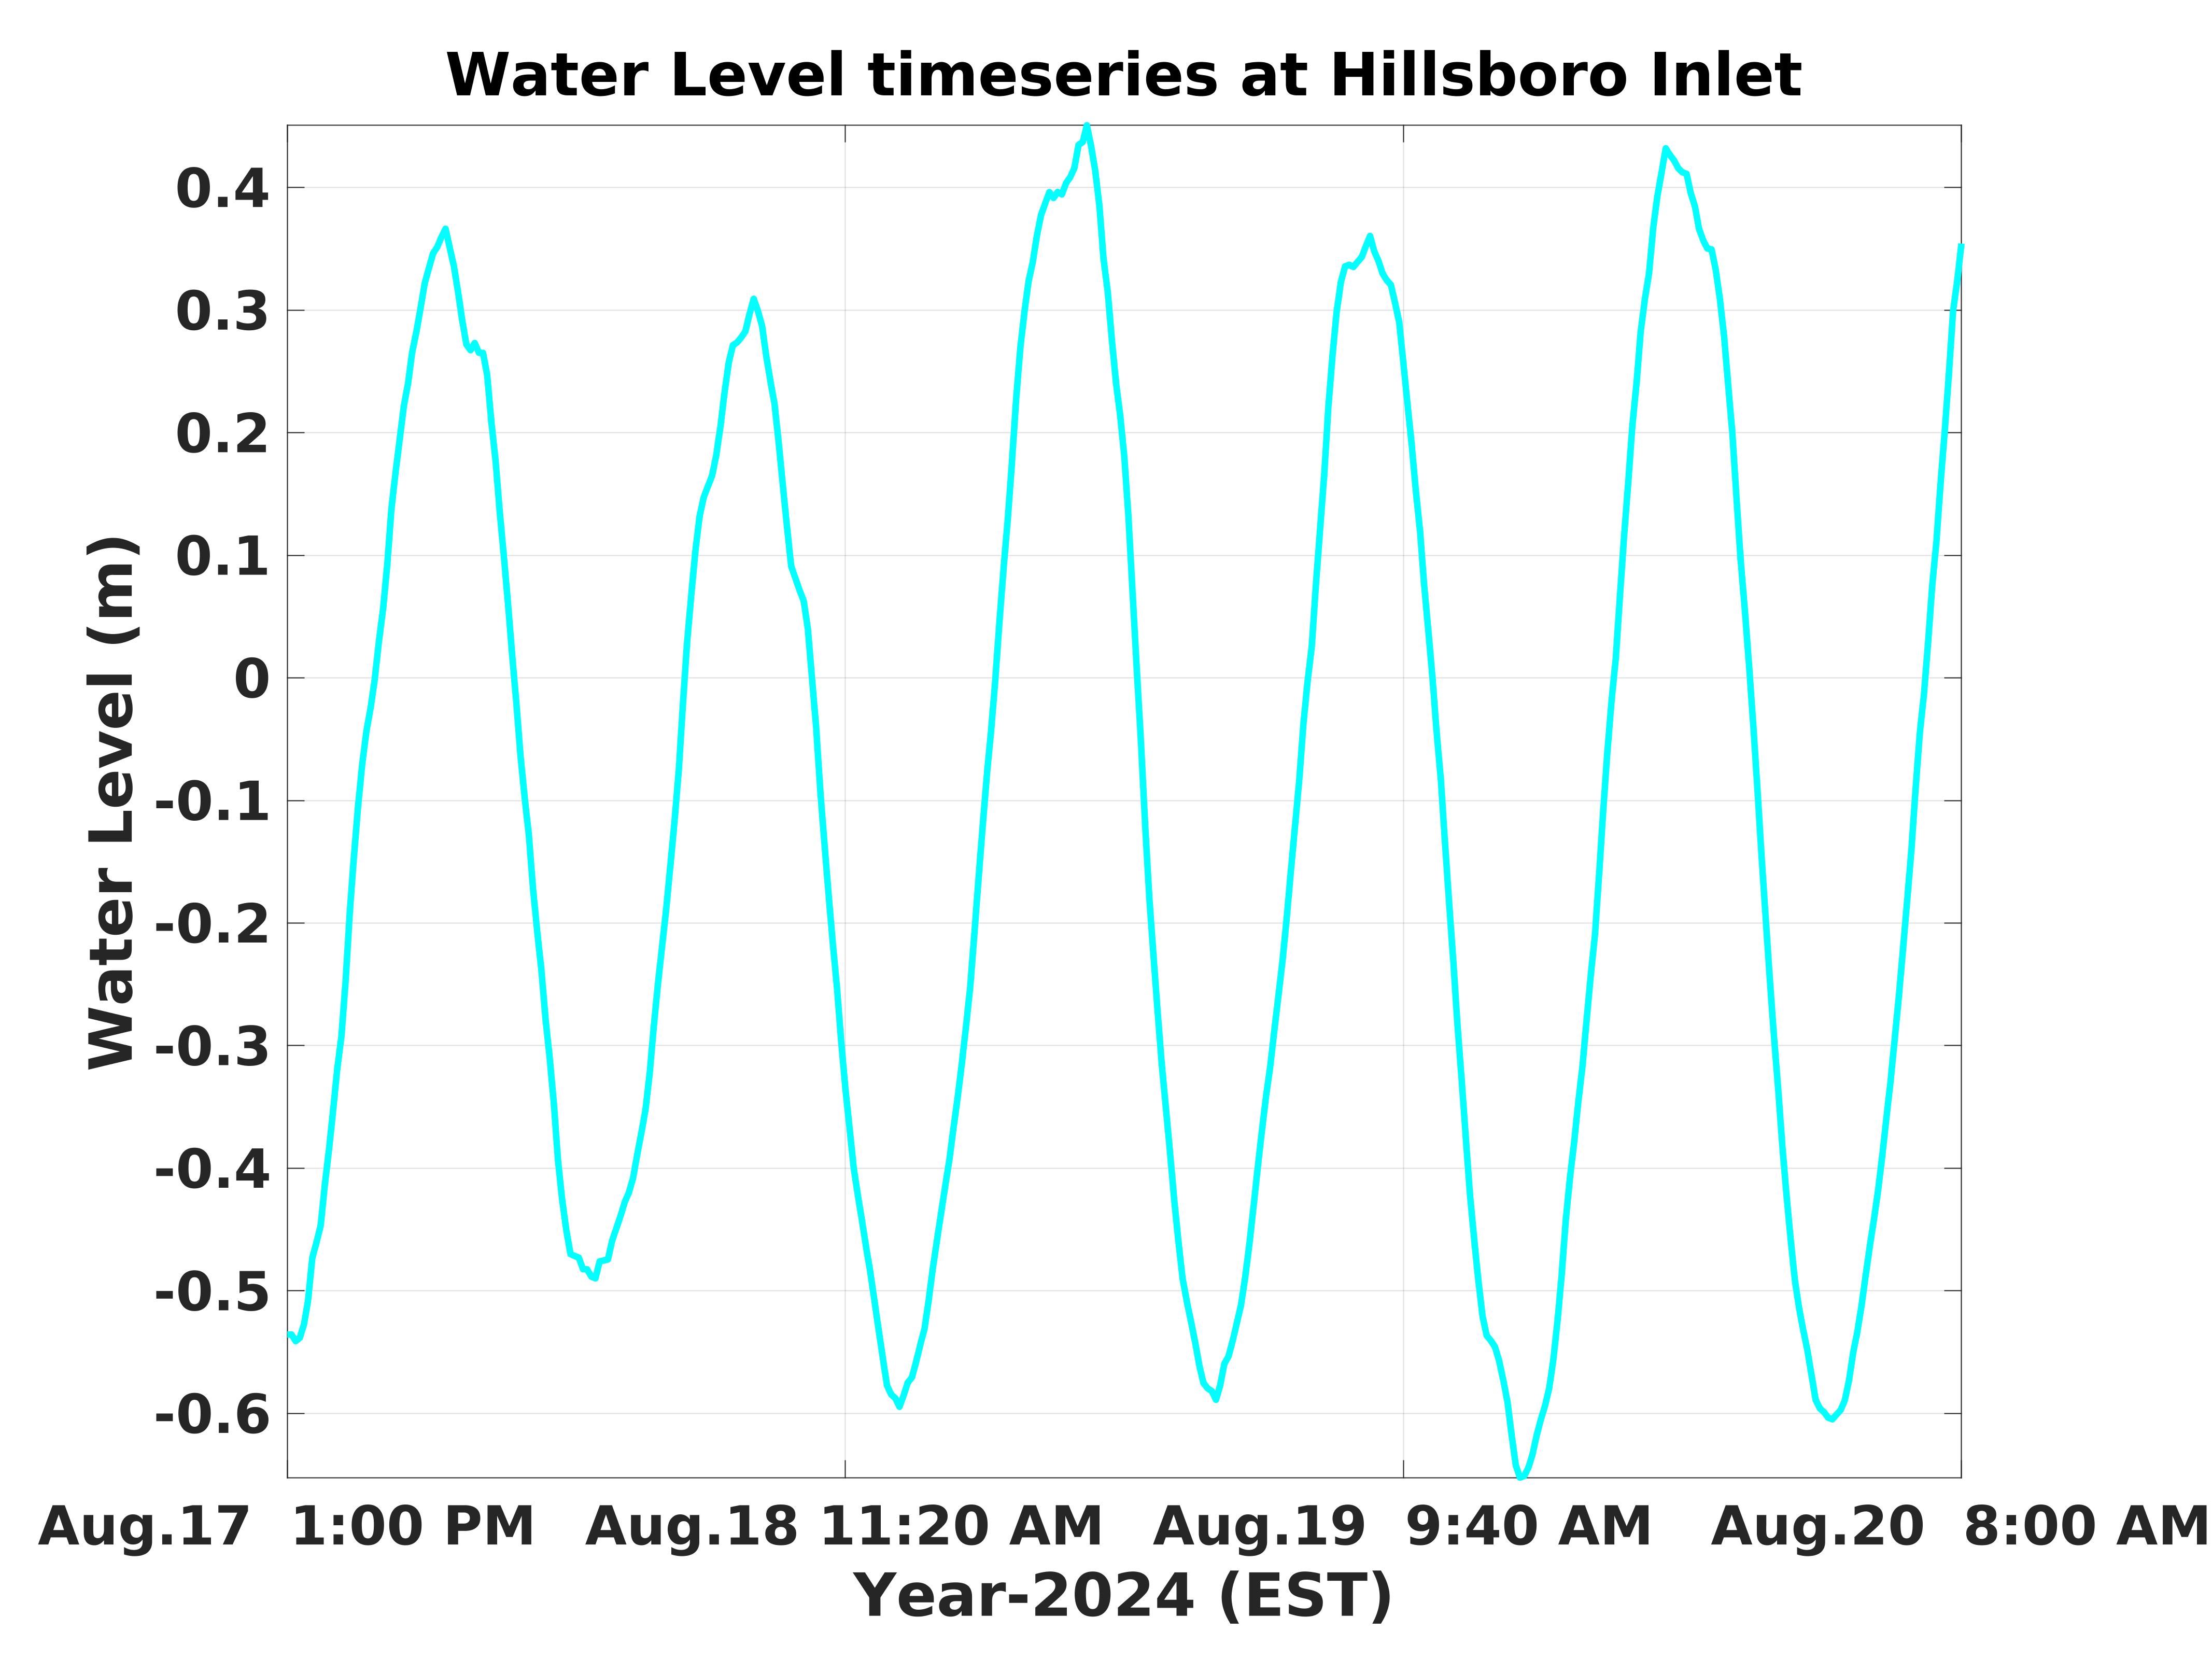 Water Level timeseries at Hillsboro Inlet
0.4
0.3
0.2
0.1
0
-0.1
-0.2
-0.3
-0.4
-0.5
-0.6
Water Level (m)
Aug.17 1:00 PM Aug.18 11:20 AM Aug.19 9:40 AM Aug.20 8:00 AM
Year-2024 (EST)